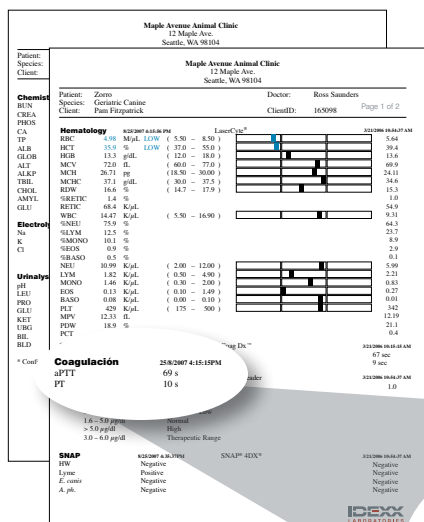 Maple Avenue Animal Clinic
12 Maple Ave.
Seattle, WA 98104
Patient:
Species:
Client:
Chemist
BUN
CREA
PHOS
CA
TP
ALB
GLOB
ALT
ALKP
TBIL
CHOL
AMYL
GLU
Electroly
Na
K
Cl
Urinalys
pH
LEU
PRO
GLU
KET
UBG
BIL
BLD
* Conf
Maple Avenue Animal Clinic
12 Maple Ave.
Seattle, WA 98104
Patient: Zorro Doctor: Ross Saunders
Species: Geriatric Canine
Client: Pam Fitzpatrick ClientID: 165098 Page 1 of 2
Hematology 8/25/2007 4:15:56 PM LaserCyte® 3/21/2006 10:54:37 AM
RBC 4.98 M/µL LOW ( 5.50 – 8.50 ) 5.64
HCT 35.9 % LOW ( 37.0 – 55.0 ) 39.4
HGB 13.3 g/dL ( 12.0 – 18.0 ) 13.6
MCV 72.0 fL ( 60.0 – 77.0 ) 69.9
MCH 26.71 pg ( 18.50 – 30.00 ) 24.11
MCHC 37.1 g/dL ( 30.0 – 37.5 ) 34.6
RDW 16.6 % ( 14.7 – 17.9 ) 15.3
%RETIC 1.4 % 1.0
RETIC 68.4 K/µL 54.9
WBC 14.47 K/µL ( 5.50 – 16.90 ) 9.31
%NEU 75.9 % 64.3
%LYM 12.5 % 23.7
%MONO 10.1 % 8.9
%EOS 0.9 % 2.9
%BASO 0.5 % 0.1
NEU 10.99 K/µL ( 2.00 – 12.00 ) 5.99
LYM 1.82 K/µL ( 0.50 – 4.90 ) 2.21
MONO 1.46 K/µL ( 0.30 – 2.00 ) 0.83
EOS 0.13 K/µL ( 0.10 – 1.49 ) 0.27
BASO 0.08 K/µL ( 0.00 – 0.10 ) 0.01
PLT 429 K/µL ( 175 – 500 ) 342
MPV 12.33 fL 12.19
PDW 18.9 % 21.1
PCT 0.4
oag Dx™ 3/21/2006 10:15:15 AM
Coagulación 25/8/2007 4:15:15PM
aPTT 69 s
67 sec
PT 10 s
9 sec
eader 3/21/2006 10:54:37 AM
1.0
1.6 – 5.0 µg/dl Normal
> 5.0 µg/dl High
3.0 – 6.0 µg/dl Therapeutic Range
SNAP 8/25/2007 4:35:37PM SNAP® 4DX® 3/21/2006 10:54:37 AM
HW Negative Negative
Lyme Positive Negative
E. canis Negative Negative
A. ph. Negative Negative
IDEXX
LABORATORIES